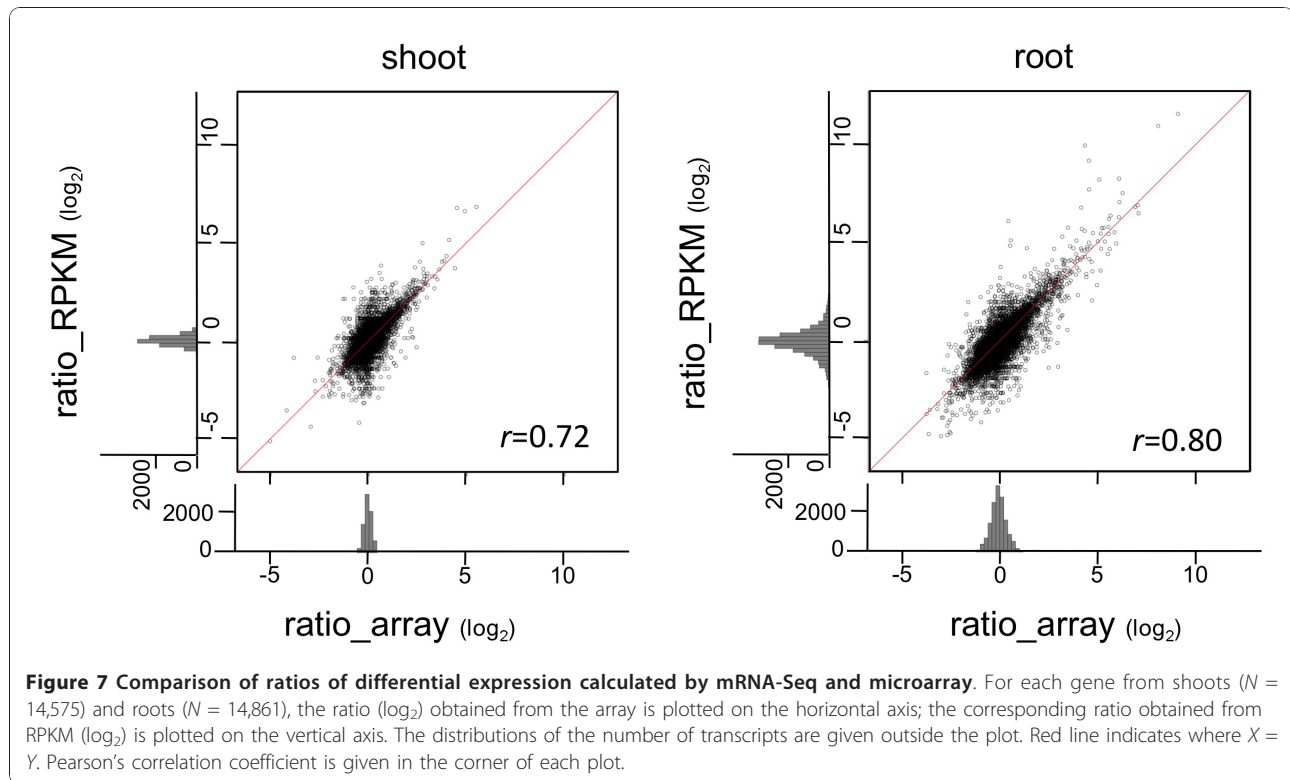 shoot
root
ratio_RPKM (log₂)
10
5
0
-5
2000
0
r=0.72
2000
0
-5 0 5 10
ratio_array (log₂)
ratio_RPKM (log₂)
10
5
0
-5
2000
0
r=0.80
2000
0
-5 0 5 10
ratio_array (log₂)
Figure 7 Comparison of ratios of differential expression calculated by mRNA-Seq and microarray. For each gene from shoots (N =
14,575) and roots (N = 14,861), the ratio (log₂) obtained from the array is plotted on the horizontal axis; the corresponding ratio obtained from
RPKM (log₂) is plotted on the vertical axis. The distributions of the number of transcripts are given outside the plot. Red line indicates where X =
Y. Pearson's correlation coefficient is given in the corner of each plot.